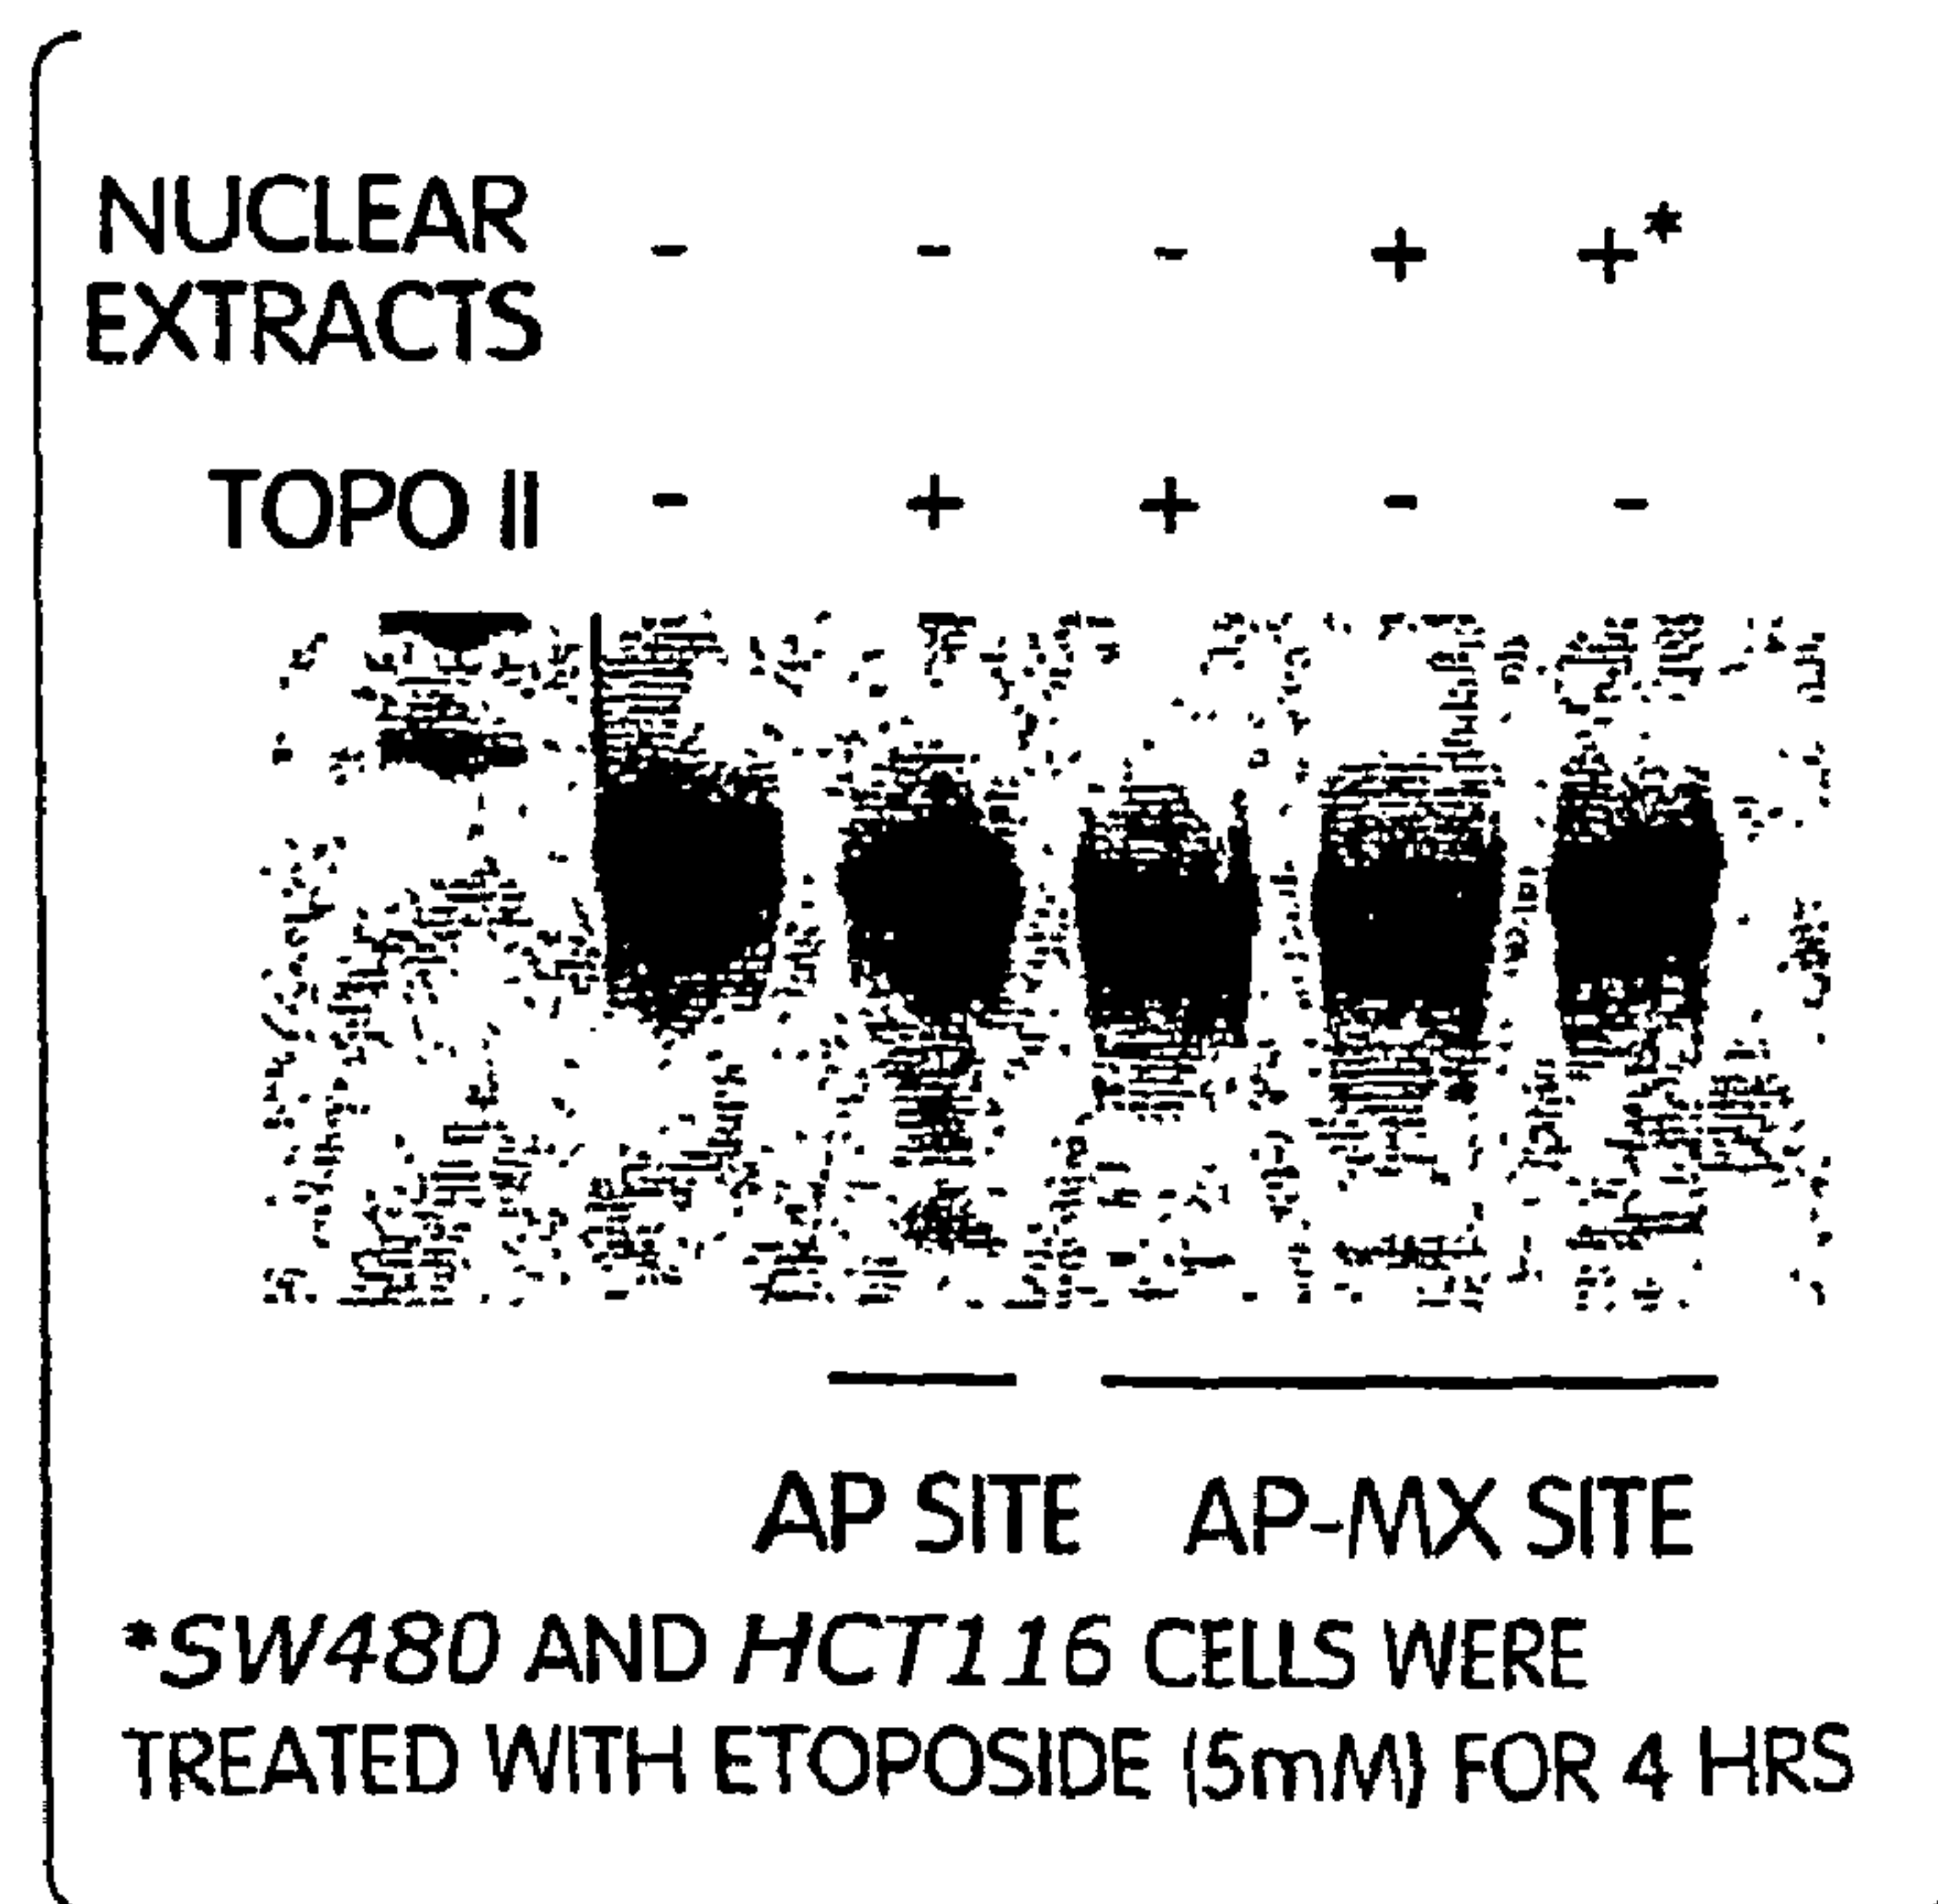 NUCLEAR EXTRACTS - - - + +*
TOPO II - + + - -
AP SITE AP-MX SITE
*SW480 AND HCT116 CELLS WERE
TREATED WITH ETOPOSIDE (5mM) FOR 4 HRS